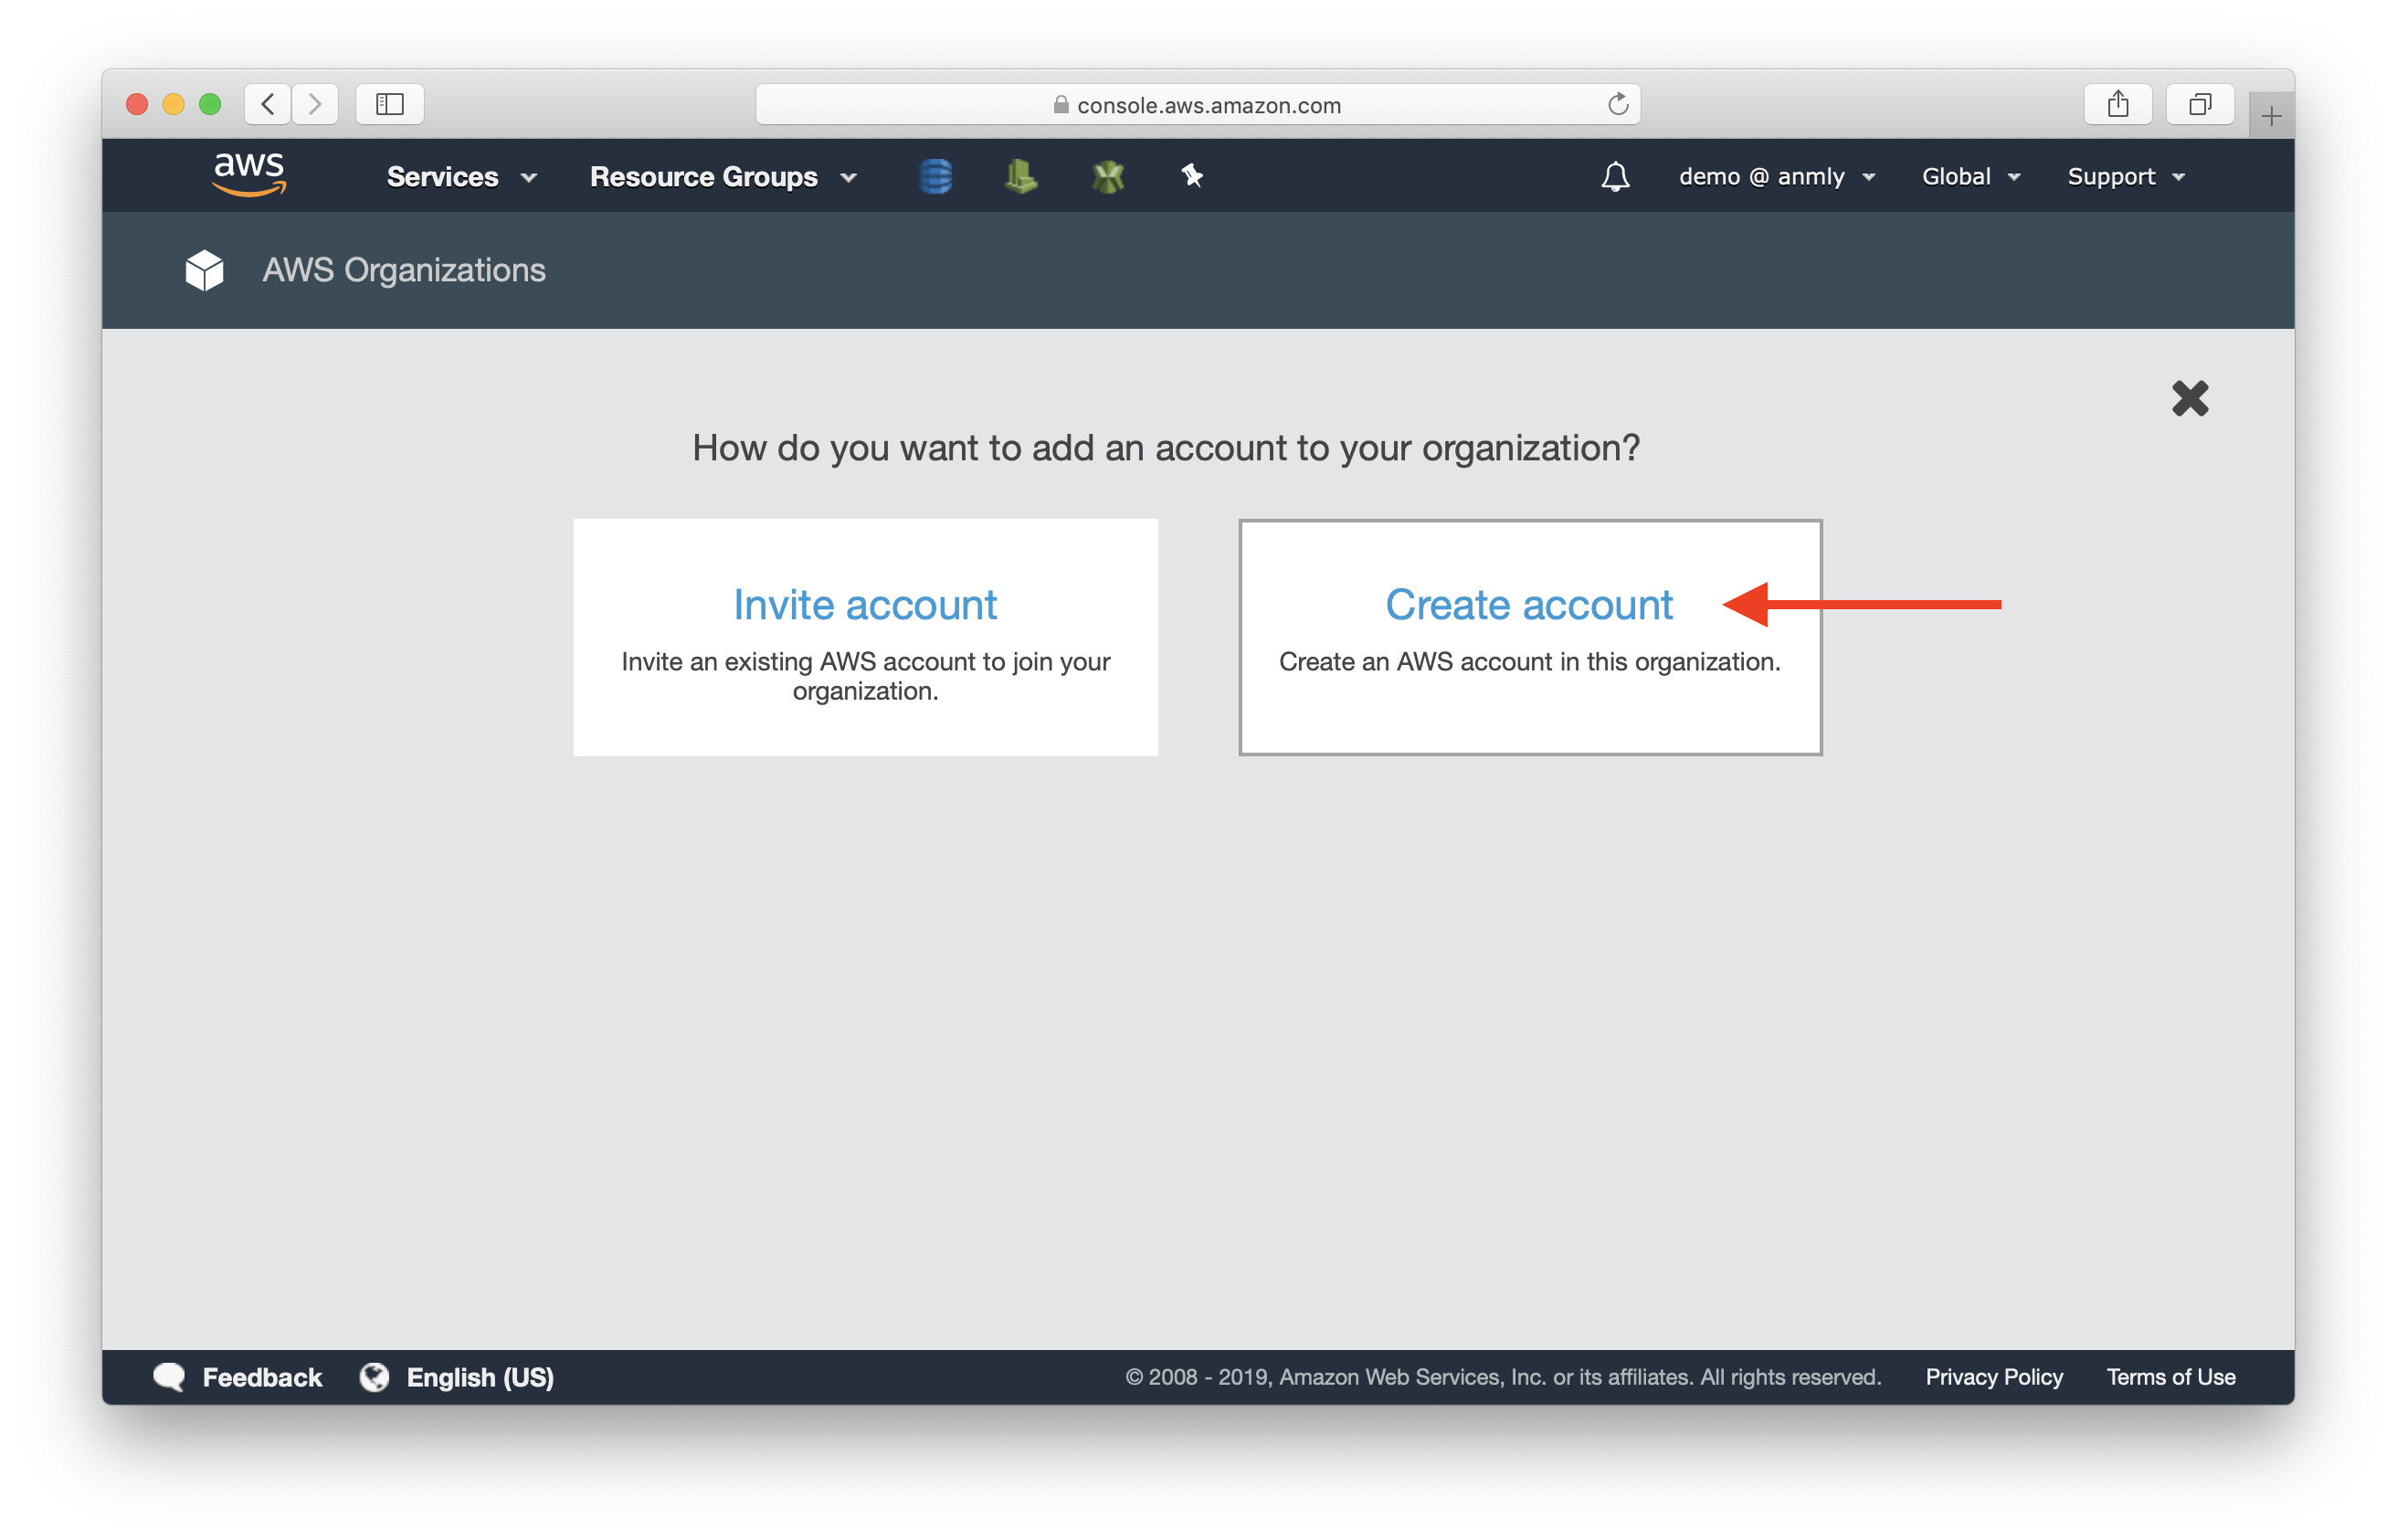 console.aws.amazon.com
aws Services Resource Groups demo @ anmly Global Support
AWS Organizations
How do you want to add an account to your organization?
Invite account
Invite an existing AWS account to join your
organization.
Create account
Create an AWS account in this organization.
Feedback English (US) © 2008 - 2019, Amazon Web Services, Inc. or its affiliates. All rights reserved. Privacy Policy Terms of Use